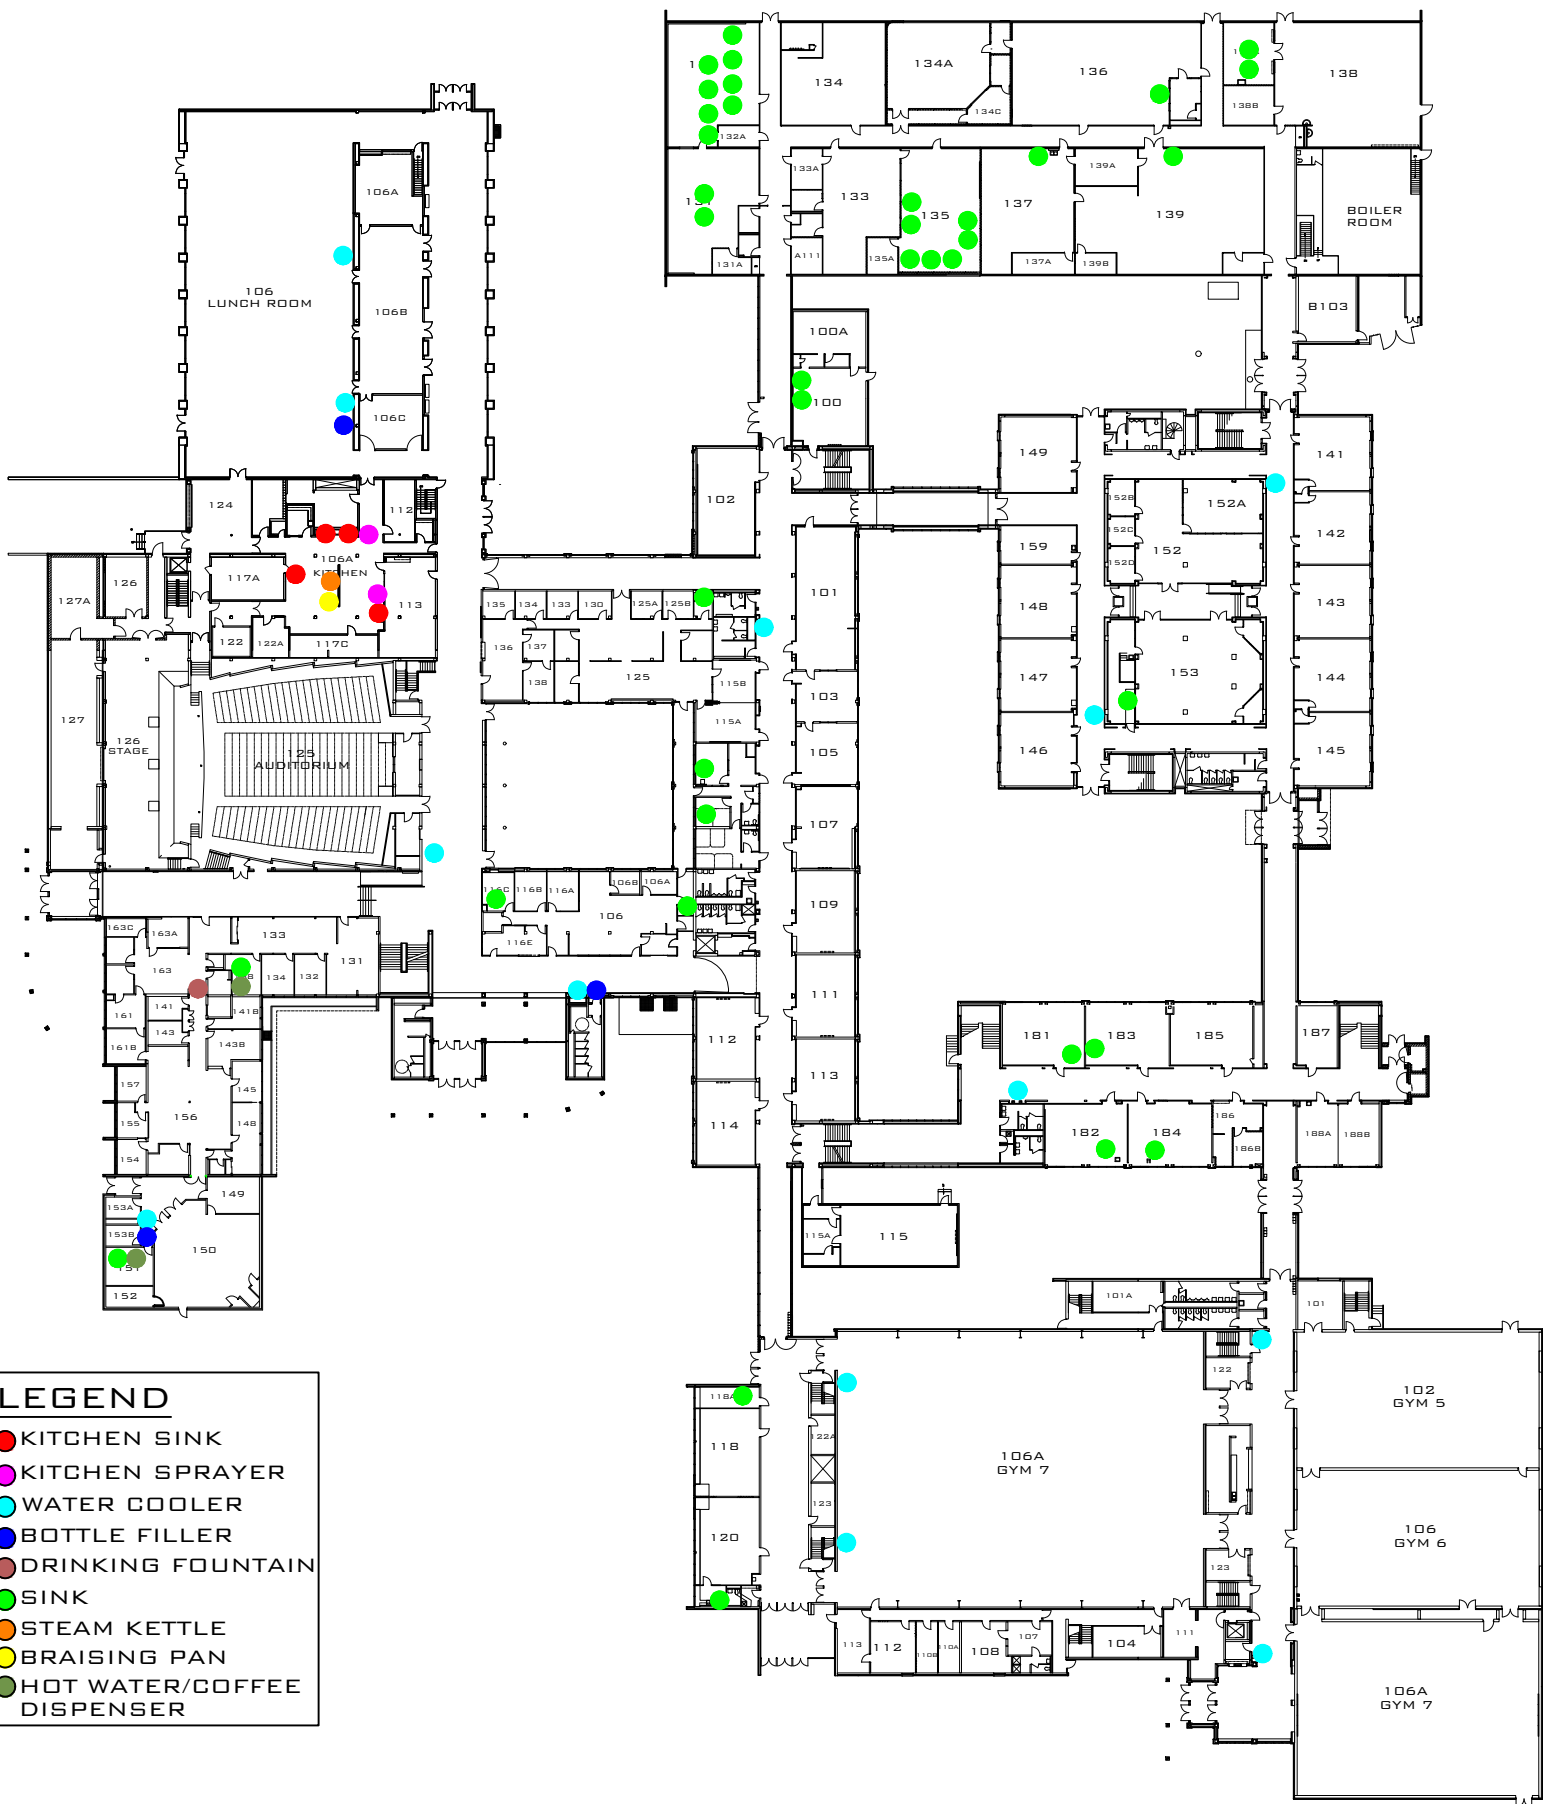 134
134A
134C
136
138
138B
132A
133A
133
A111
135
135A
137
137A
139A
139
139B
131A
BOILER
ROOM
B103
106A
106
LUNCH ROOM
106B
106C
100A
100
102
149
141
152B
152A
152C
152
152D
142
159
148
143
147
153
144
146
145
124
112
106A
KITCHEN
117A
113
126
127A
122
122A
117C
127
126
STAGE
125
AUDITORIUM
135
134
133
130
125A
125B
136
137
138
125
115B
115A
101
103
105
107
109
111
113
116C
116B
116A
106B
106A
106
116E
112
114
163C
163A
133
131
163
134
132
161
141
141B
143
161B
143B
157
145
156
155
148
154
149
153A
153B
150
151
152
181
183
185
187
182
184
186
186B
188A
188B
115A
115
101A
101
122
102
GYM 5
118A
118
122A
106A
GYM 7
123
120
106
GYM 6
123
113
112
110B
110A
108
107
104
111
106A
GYM 7
LEGEND
KITCHEN SINK
KITCHEN SPRAYER
WATER COOLER
BOTTLE FILLER
DRINKING FOUNTAIN
SINK
STEAM KETTLE
BRAISING PAN
HOT WATER/COFFEE
DISPENSER